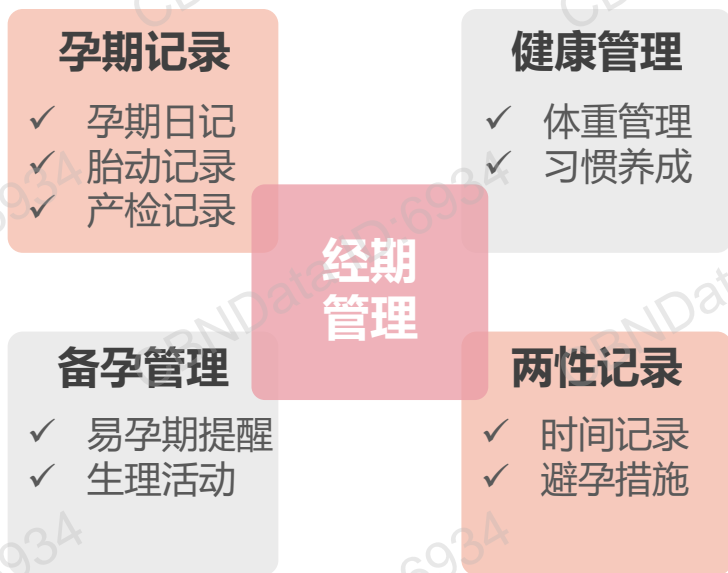 孕期记录
✓ 孕期日记
✓ 胎动记录
✓ 产检记录
健康管理
✓ 体重管理
✓ 习惯养成
经期
管理
备孕管理
✓ 易孕期提醒
✓ 生理活动
两性记录
✓ 时间记录
✓ 避孕措施
CBNData ID:6934